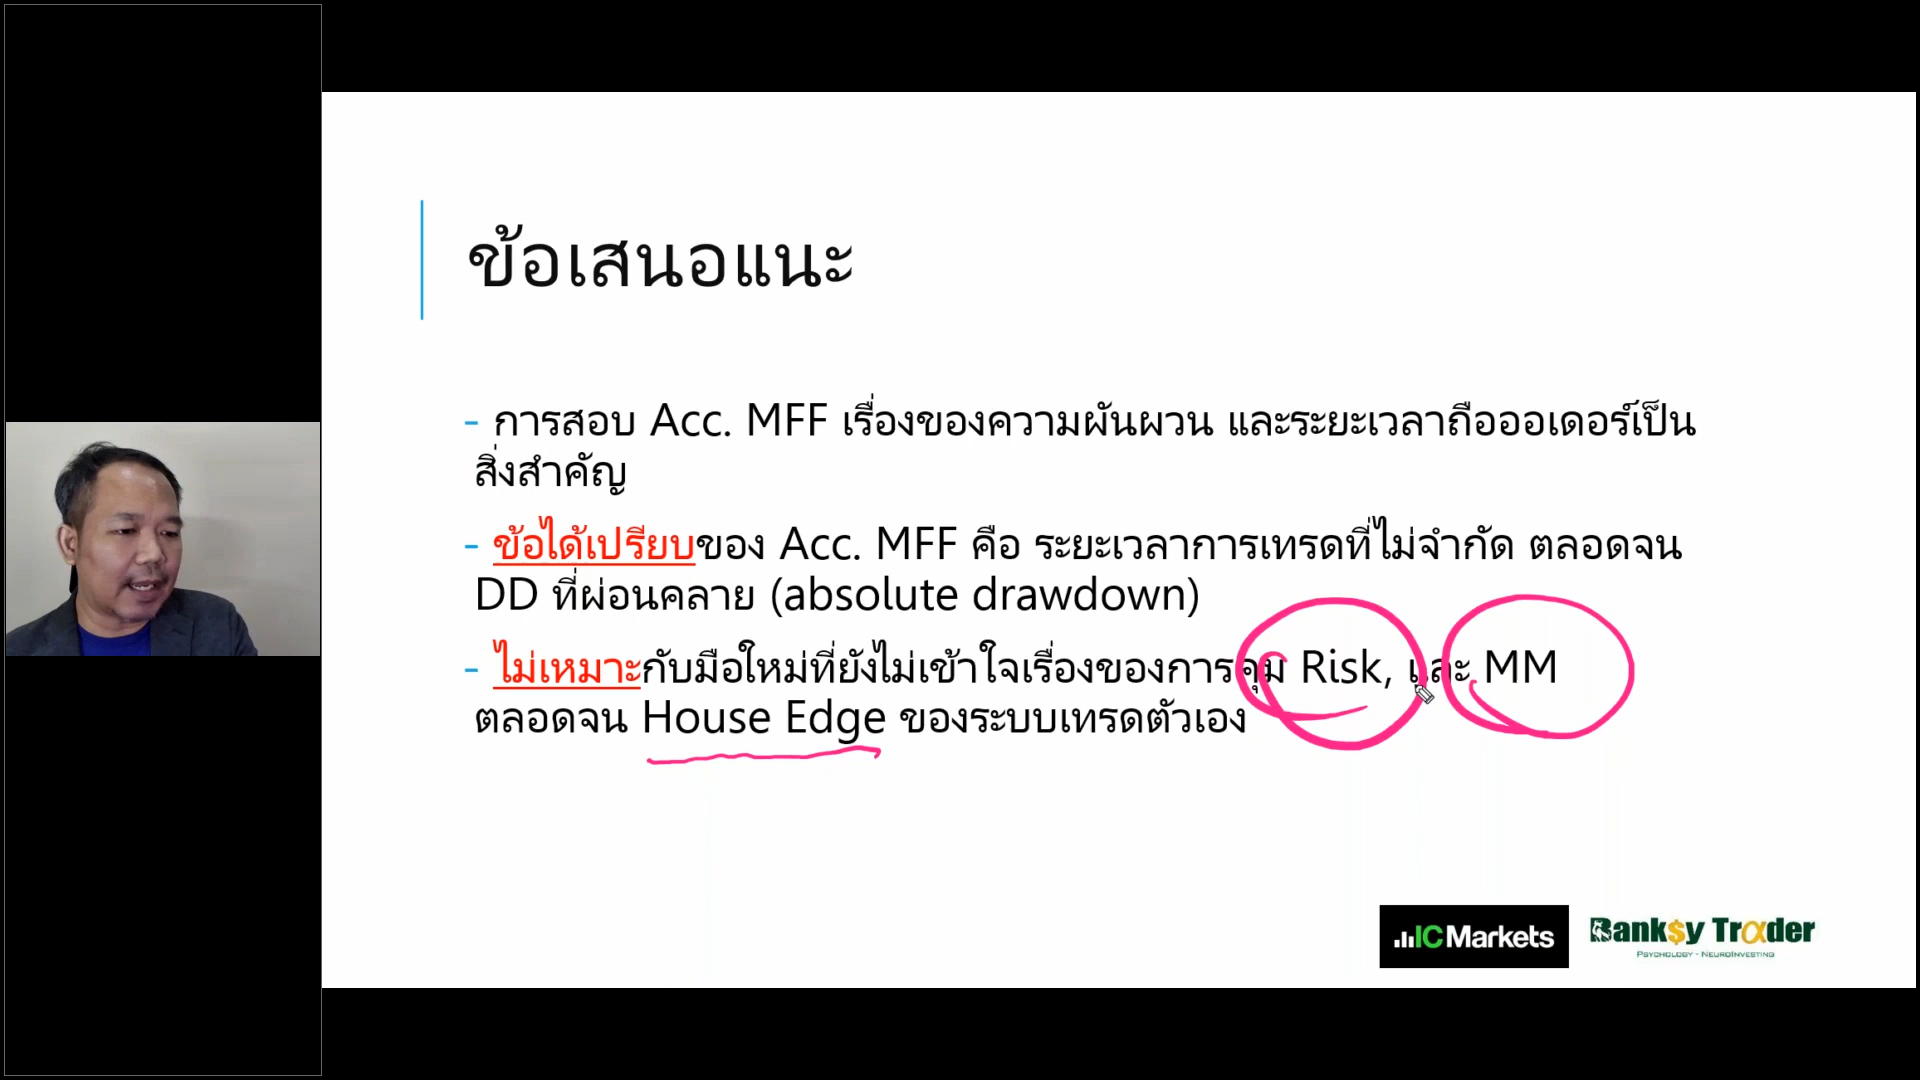 ข้อเสนอแนะ
- การสอบ Acc. MFF เรื่องของความผันผวน และระยะเวลาถือออเดอร์เป็น
สิ่งสำคัญ
- ข้อได้เปรียบของ Acc. MFF คือ ระยะเวลาการเทรดที่ไม่จำกัด ตลอดจน
DD ที่ผ่อนคลาย (absolute drawdown)
- ไม่เหมาะกับมือใหม่ที่ยังไม่เข้าใจเรื่องของการคุม Risk, และ MM
ตลอดจน House Edge ของระบบเทรดตัวเอง
IC Markets
Bank$y Trader
Psychology - NeuroInvesting